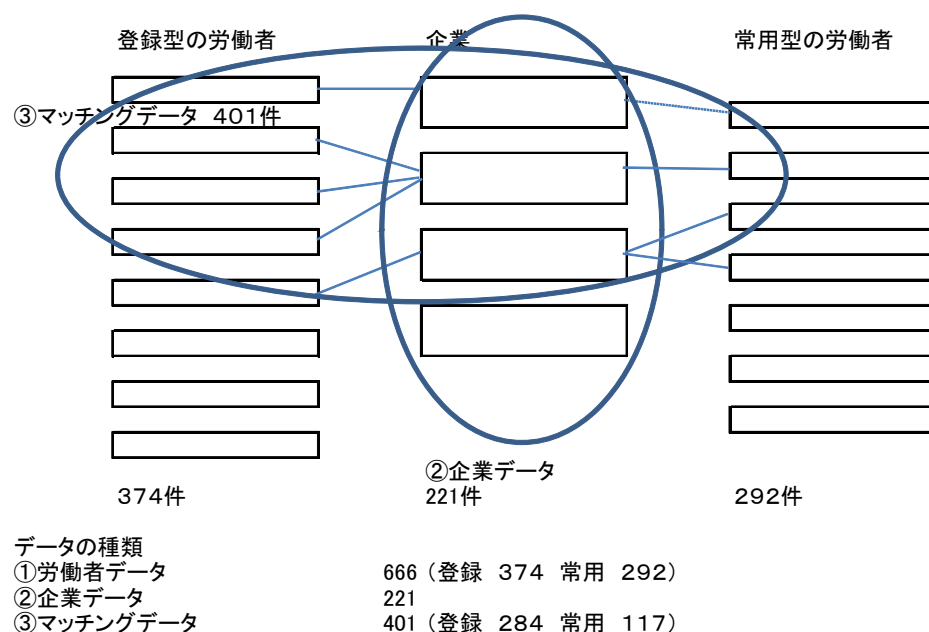 登録型の労働者 企業 常用型の労働者
③マッチングデータ 401件
②企業データ
374件 221件 292件
データの種類
①労働者データ 666（登録 374 常用 292）
②企業データ 221
③マッチングデータ 401（登録 284 常用 117）